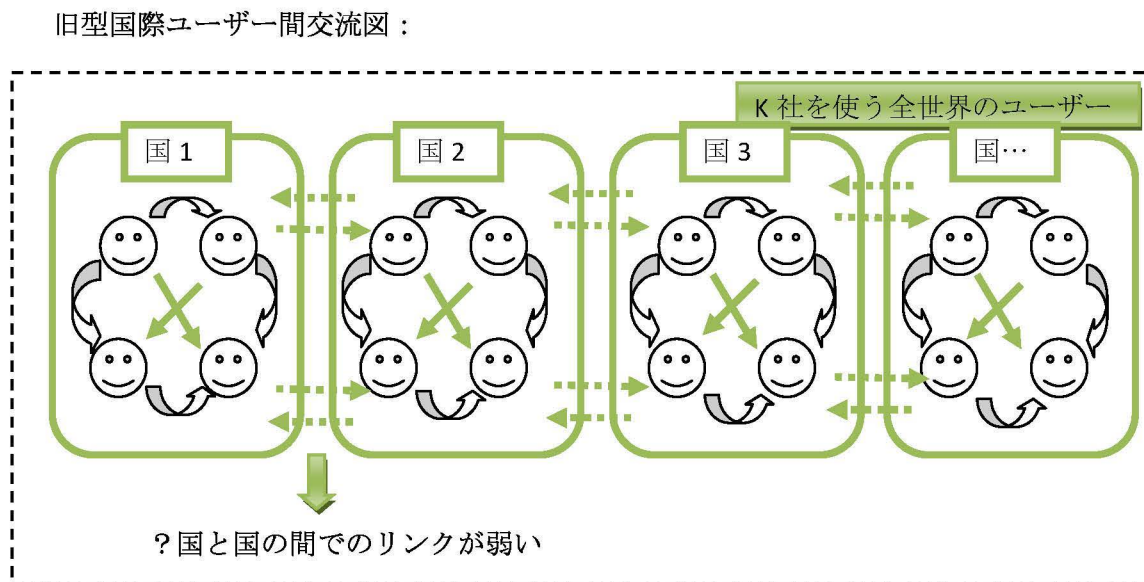 旧型国際ユーザー間交流図：
K 社を使う全世界のユーザー
国 1
国 2
国 3
国…
？国と国の間でのリンクが弱い